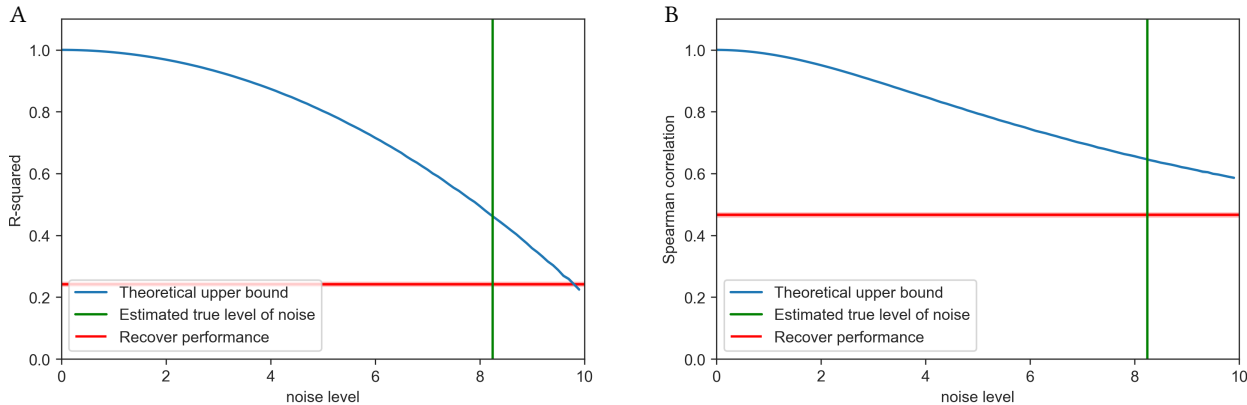 A
R-squared
1.0
0.8
0.6
0.4
0.2
0.0
Theoretical upper bound
Estimated true level of noise
Recover performance
0 2 4 6 8 10
noise level
B
Spearman correlation
1.0
0.8
0.6
0.4
0.2
0.0
Theoretical upper bound
Estimated true level of noise
Recover performance
0 2 4 6 8 10
noise level